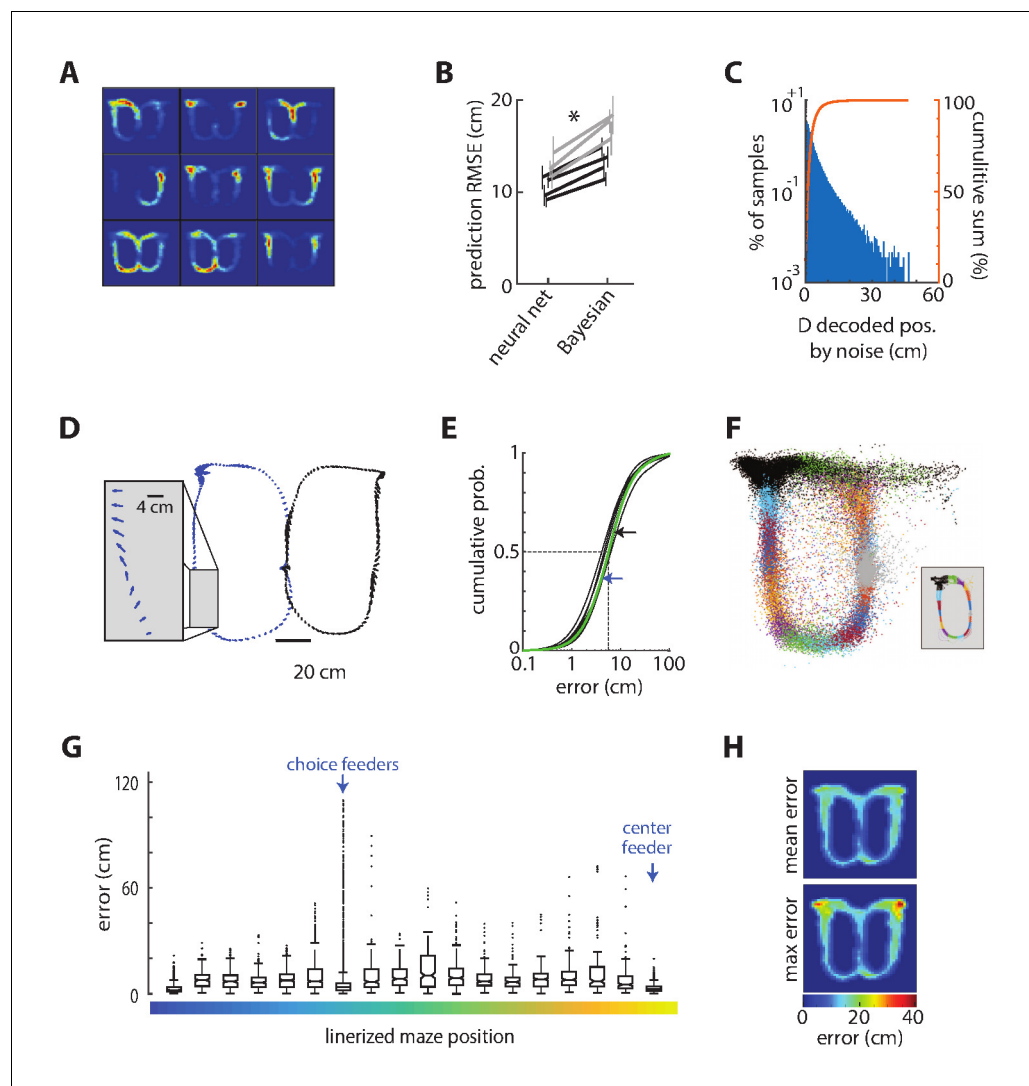 A
B
prediction RMSE (cm)
20
10
0
*
neural net
Bayesian
C
% of samples
10+1
10-1
10-3
0
30
60
D decoded pos.
by noise (cm)
100
50
0
cumulitive sum (%)
D
4 cm
20 cm
E
cumulative prob.
1
0.5
0
0.1
1
10
100
error (cm)
F
G
error (cm)
120
60
0
choice feeders
center
feeder
linerized maze position
H
mean error
max error
0
20
40
error (cm)